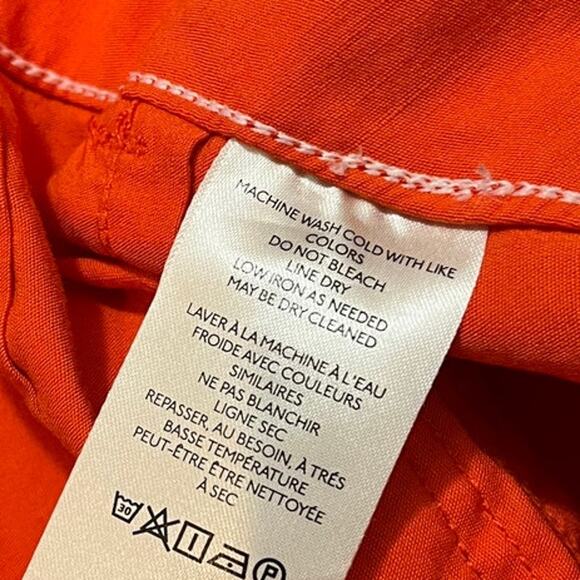 MACHINE WASH COLD WITH LIKE
COLORS
DO NOT BLEACH
LINE DRY
LOW IRON AS NEEDED
MAY BE DRY CLEANED
LAVER À LA MACHINE À L'EAU
FROIDE AVEC COULEURS
SIMILAIRES
NE PAS BLANCHIR
LIGNE SEC
REPASSER, AU BESOIN, À TRÉS
BASSE TEMPÉRATURE
PEUT-ÊTRE ÊTRE NETTOYÉE
À SEC
30 P